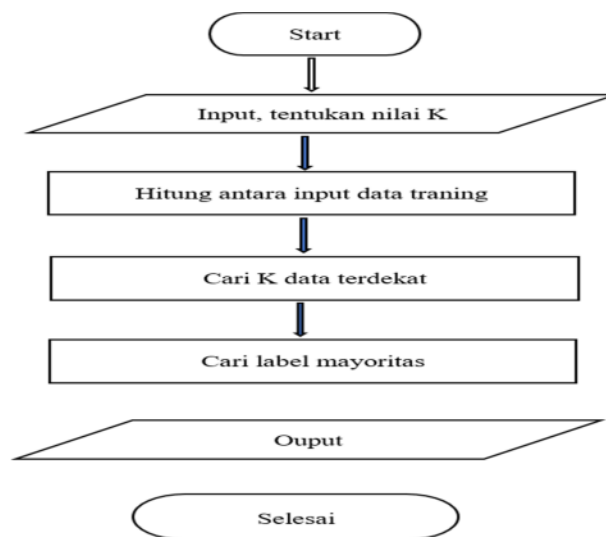 Start
Input, tentukan nilai K
Hitung antara input data traning
Cari K data terdekat
Cari label mayoritas
Ouput
Selesai